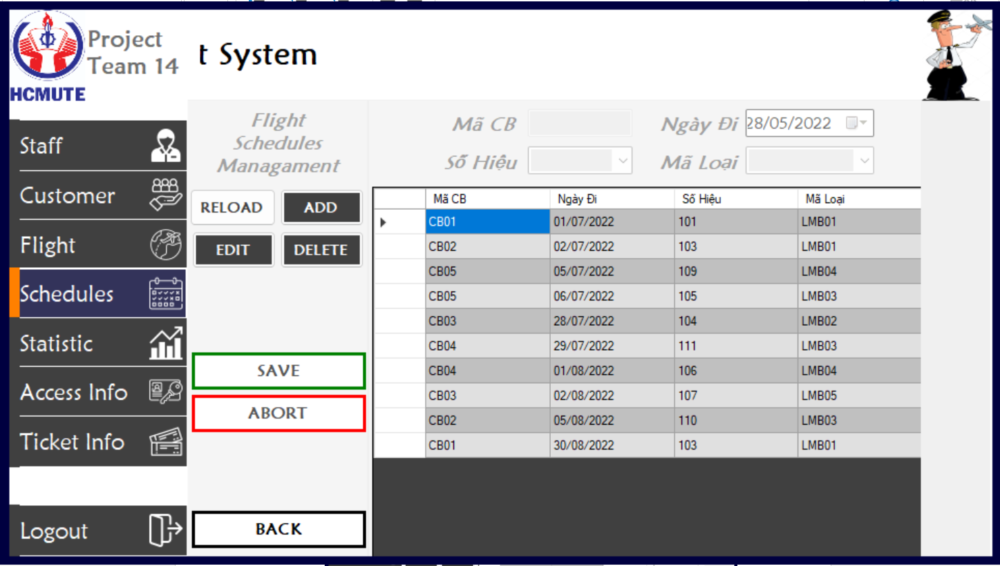 Project
Team 14
HCMUTE
t System
Staff
Customer
Flight
Schedules
Statistic
Access Info
Ticket Info
Logout
Flight
Schedules
Managament
RELOAD ADD
EDIT DELETE
SAVE
ABORT
BACK
Mã CB Ngày Đi 28/05/2022
Số Hiệu Mã Loại
Mã CB Ngày Đi Số Hiệu Mã Loại
CB01 01/07/2022 101 LMB01
CB02 02/07/2022 103 LMB01
CB05 05/07/2022 109 LMB04
CB05 06/07/2022 105 LMB03
CB03 28/07/2022 104 LMB02
CB04 29/07/2022 111 LMB03
CB04 01/08/2022 106 LMB04
CB03 02/08/2022 107 LMB05
CB02 05/08/2022 110 LMB03
CB01 30/08/2022 103 LMB01